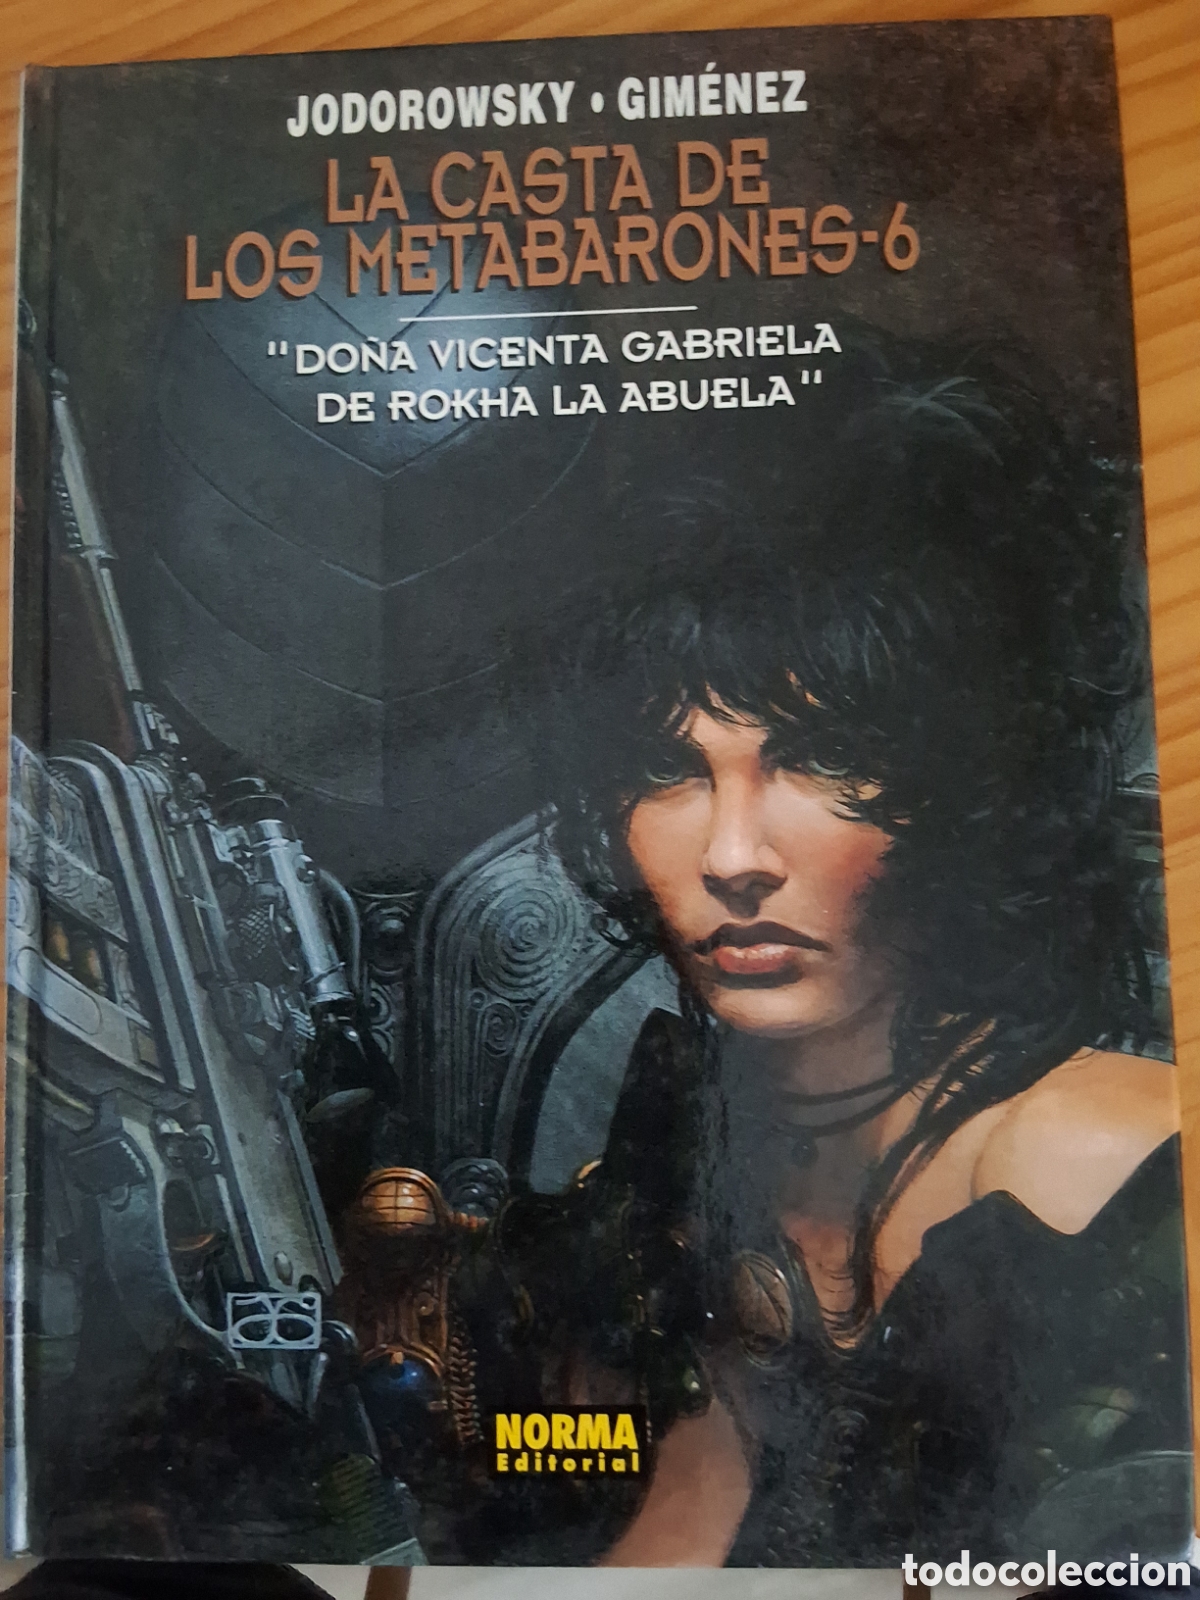 JODOROWSKY • GIMÉNEZ
LA CASTA DE
LOS METABARONES-6
"DOÑA VICENTA GABRIELA
DE ROKHA LA ABUELA"
NORMA
Editorial
todocoleccion